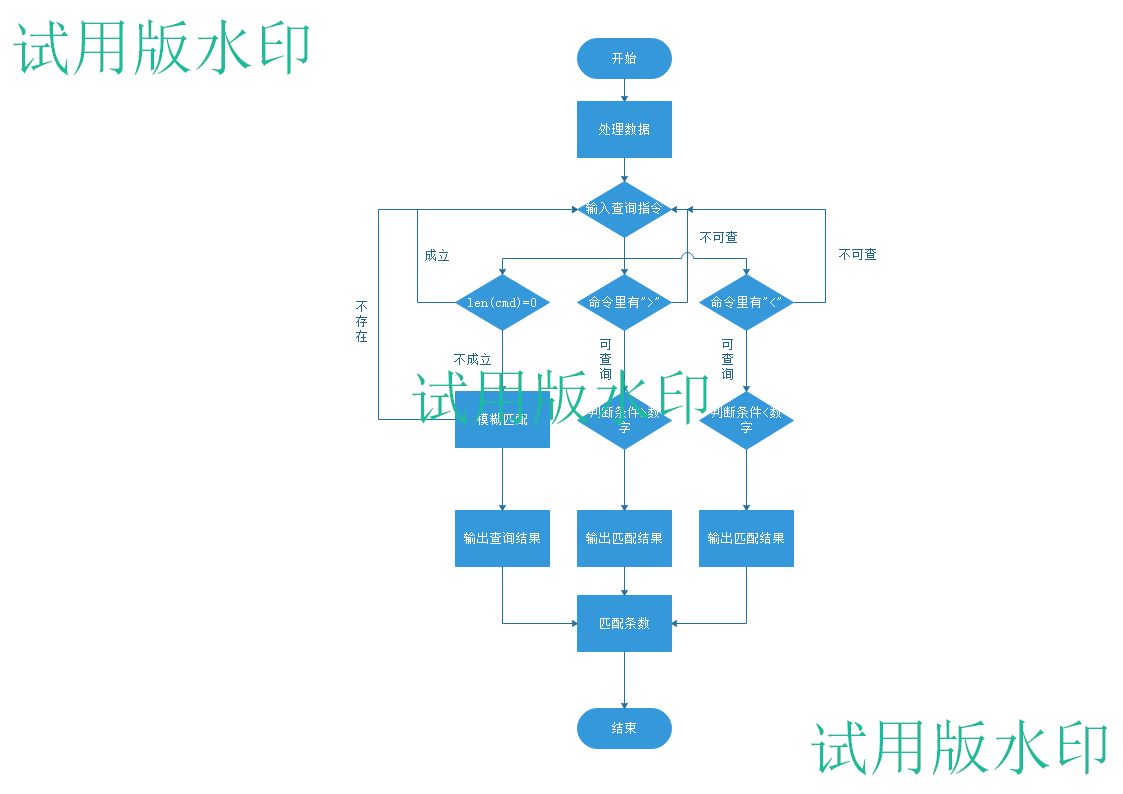 试用版水印
开始
处理数据
输入查询指令
不可查
不可查
成立
不
存
在
len(cmd)=0
命令里有">"
命令里有"<"
不成立
可
查
询
可
查
询
试用版水印
模糊匹配
判断条件>数
字
判断条件<数
字
输出查询结果
输出匹配结果
输出匹配结果
匹配条数
结束
试用版水印